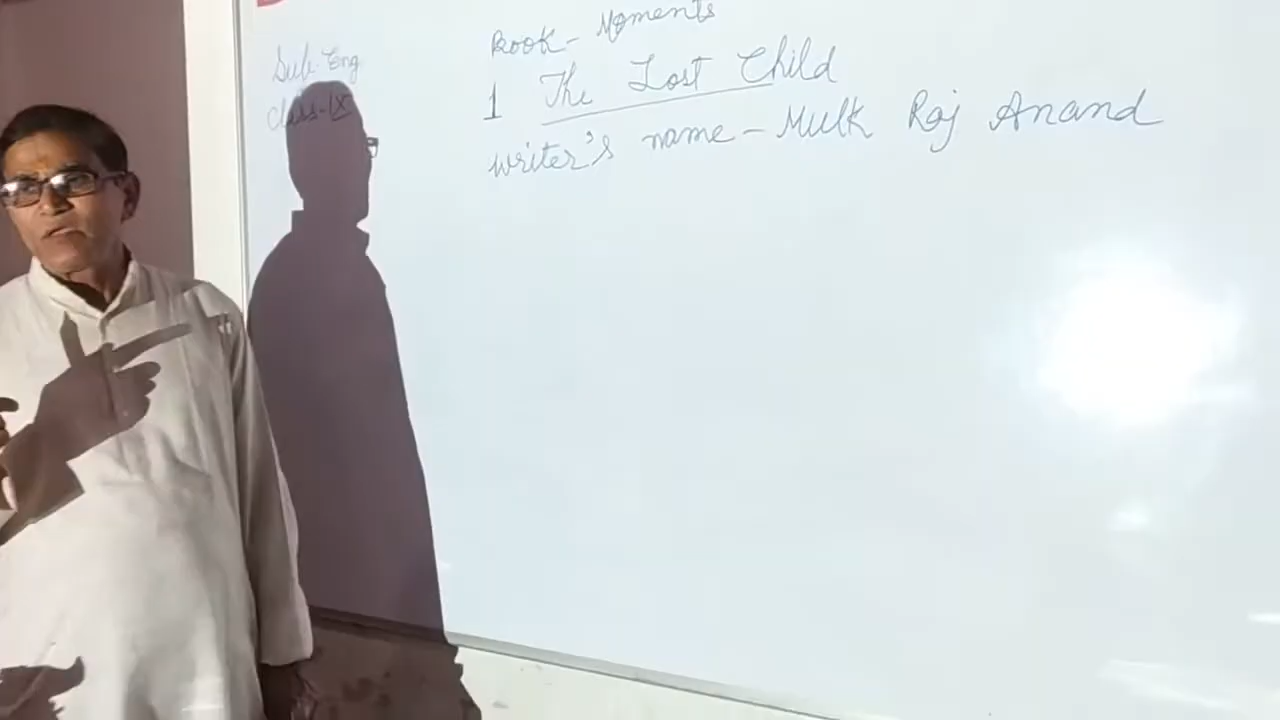 Sub- Eng
Class-IX
Book- Moments
1 The Lost Child
writer's name - Mulk Raj Anand